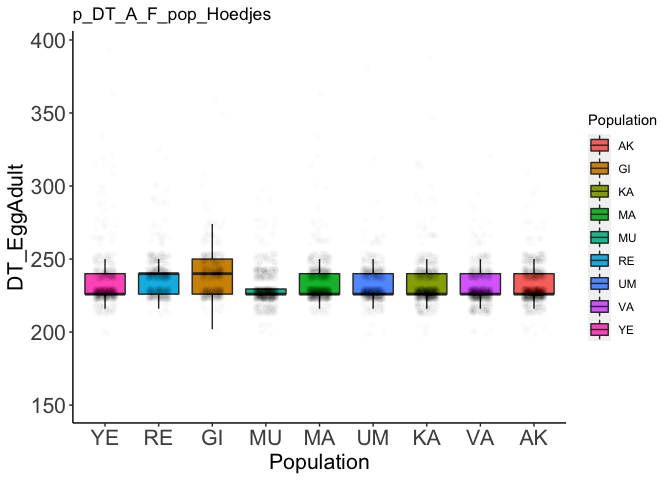 p_DT_A_F_pop_Hoedjes
400
350
300
250
200
150
DT_EggAdult
YE RE GI MU MA UM KA VA AK
Population
Population
AK
GI
KA
MA
MU
RE
UM
VA
YE